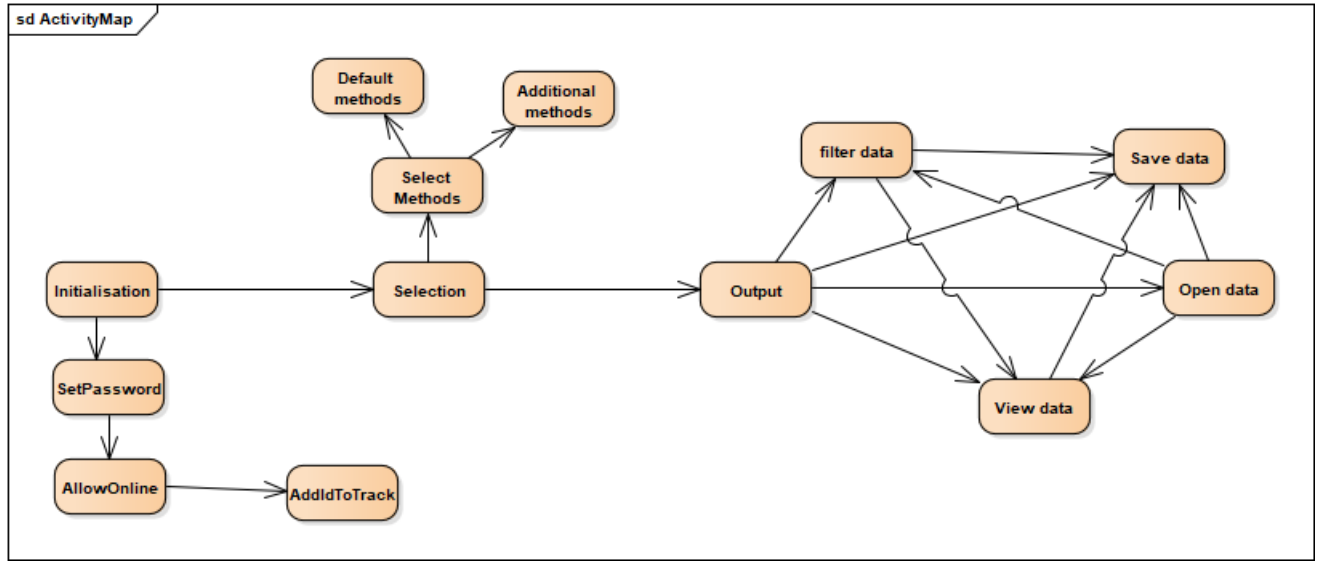 sd ActivityMap
Default
methods
Additional
methods
Select
Methods
filter data
Save data
Initialisation
Selection
Output
Open data
SetPassword
View data
AllowOnline
AddIdToTrack